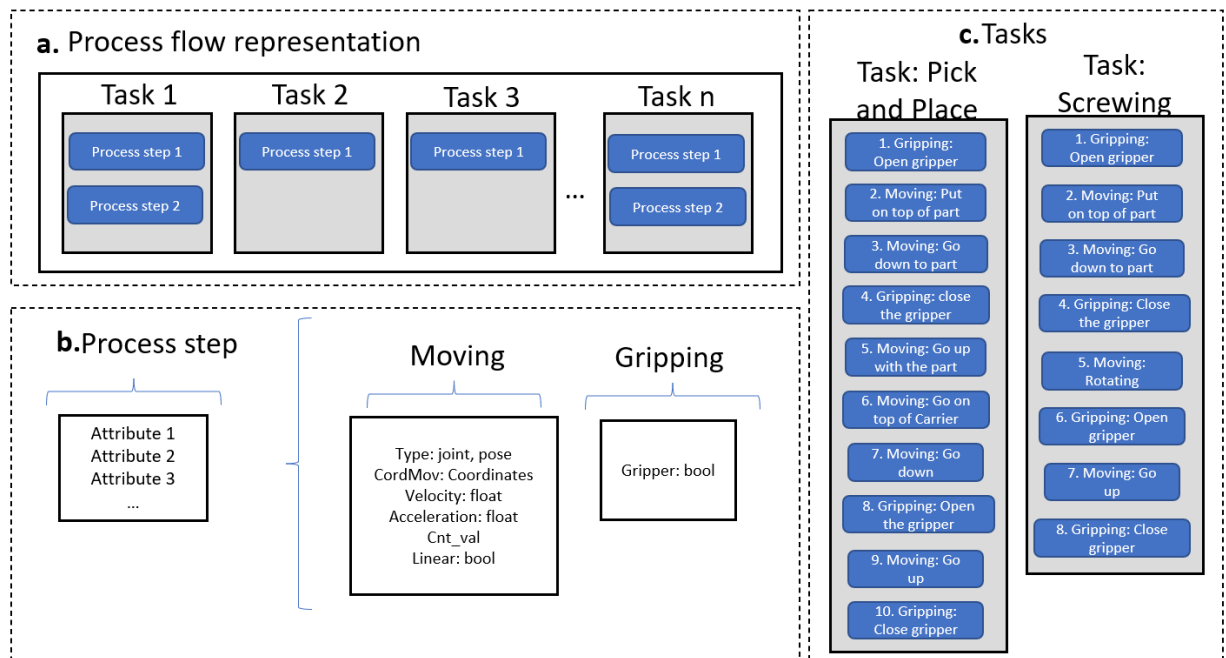 a. Process flow representation
Task 1
Process step 1
Process step 2
Task 2
Process step 1
Task 3
Process step 1
...
Task n
Process step 1
Process step 2
b. Process step
Attribute 1
Attribute 2
Attribute 3
...
Moving
Type: joint, pose
CordMov: Coordinates
Velocity: float
Acceleration: float
Cnt_val
Linear: bool
Gripping
Gripper: bool
c. Tasks
Task: Pick
and Place
1. Gripping:
Open gripper
2. Moving: Put
on top of part
3. Moving: Go
down to part
4. Gripping: close
the gripper
5. Moving: Go up
with the part
6. Moving: Go on
top of Carrier
7. Moving: Go
down
8. Gripping: Open
the gripper
9. Moving: Go
up
10. Gripping:
Close gripper
Task:
Screwing
1. Gripping:
Open gripper
2. Moving: Put
on top of part
3. Moving: Go
down to part
4. Gripping: Close
the gripper
5. Moving:
Rotating
6. Gripping: Open
gripper
7. Moving: Go
up
8. Gripping: Close
gripper